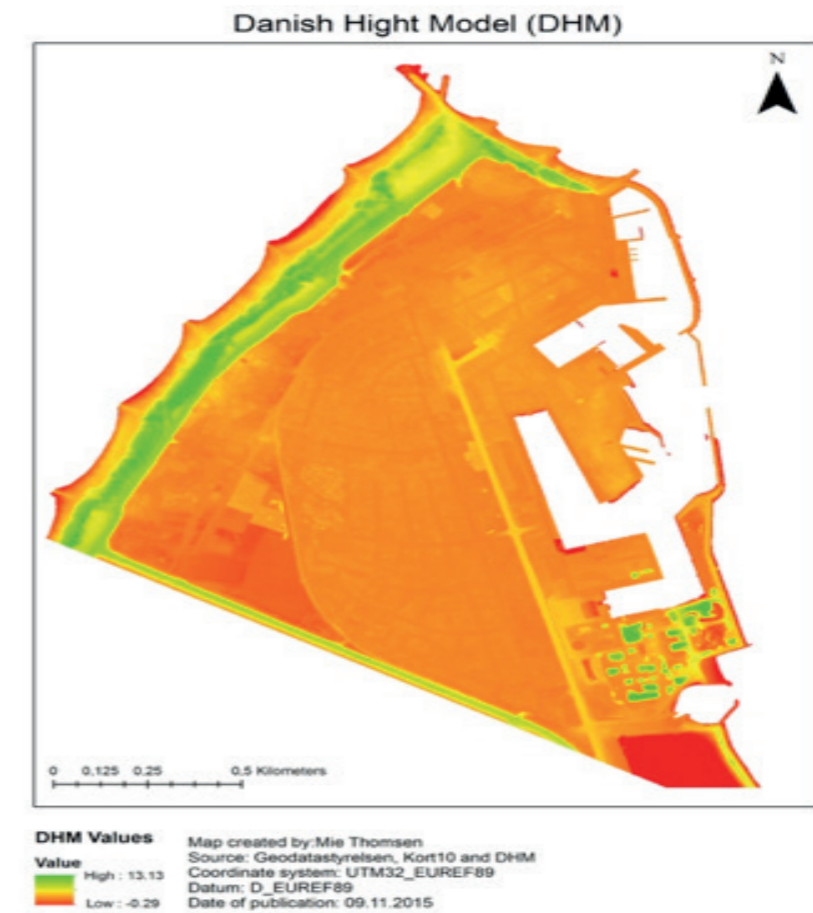 Danish Hight Model (DHM)
N
0 0,125 0.25 0.5 Kilometers
DHM Values
Value
High : 13.13
Low : -0.29
Map created by:Mie Thomsen
Source: Geodatastyrelsen, Kort10 and DHM
Coordinate system: UTM32_EUREF89
Datum: D_EUREF89
Date of publication: 09.11.2015